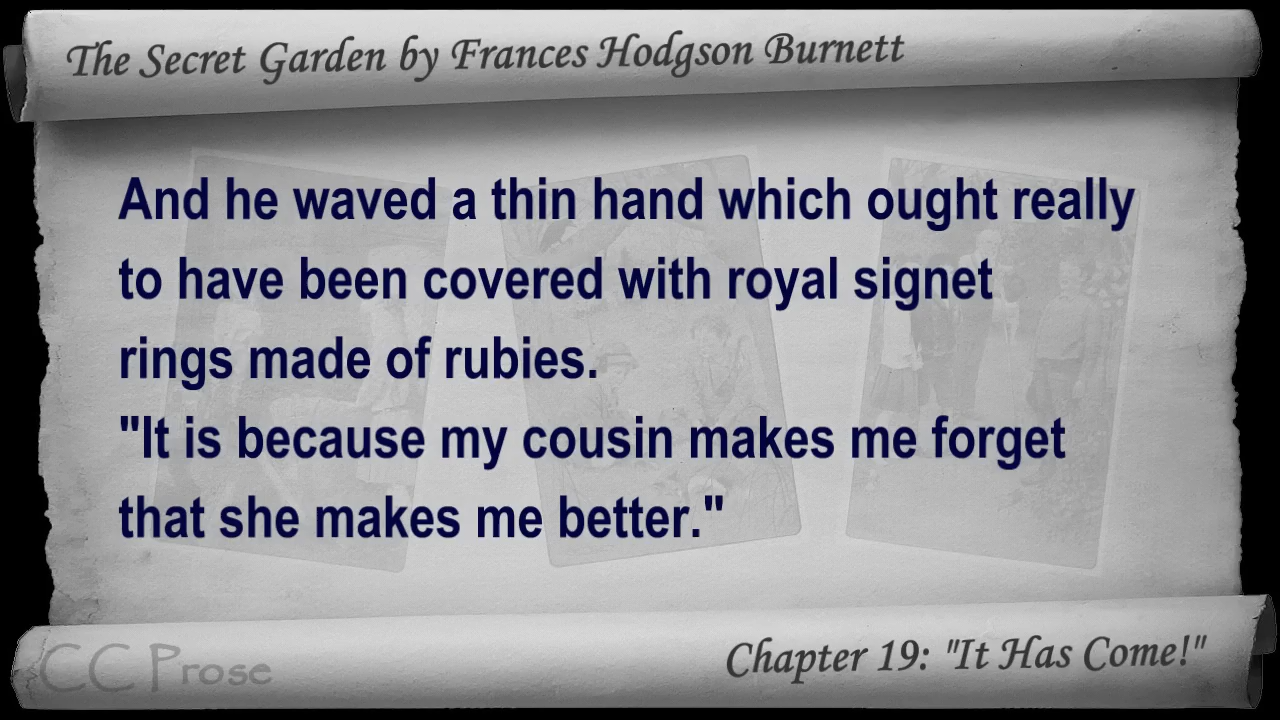 The Secret Garden by Frances Hodgson Burnett
And he waved a thin hand which ought really
to have been covered with royal signet
rings made of rubies.
"It is because my cousin makes me forget
that she makes me better."
CC Prose
Chapter 19: "It Has Come!"